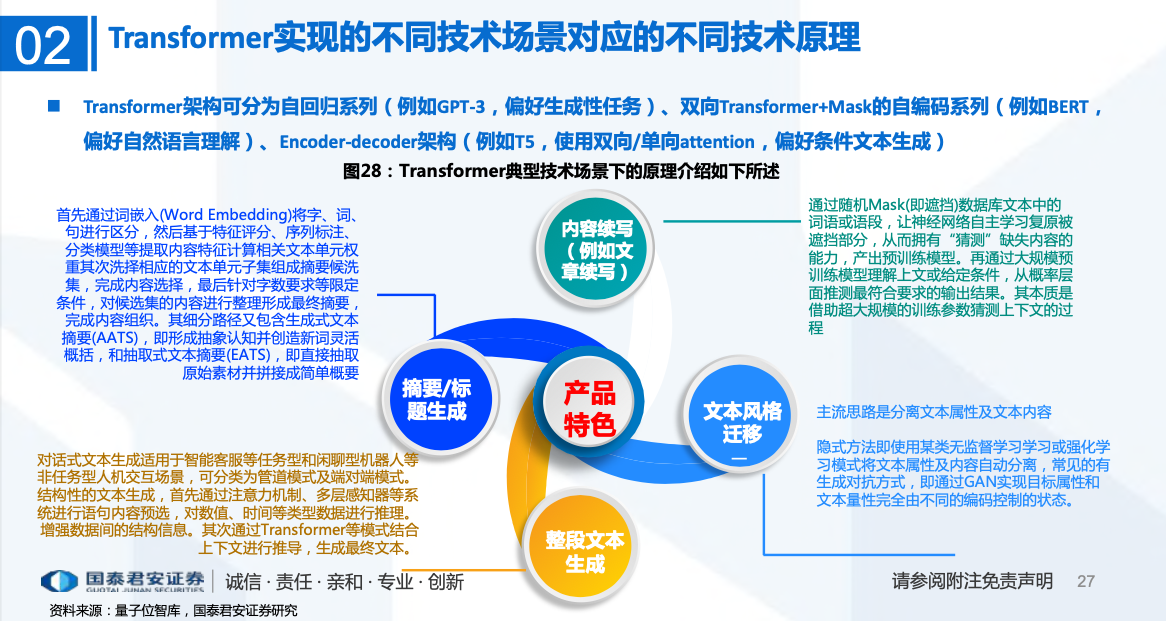 02
Transformer实现的不同技术场景对应的不同技术原理
Transformer架构可分为自回归系列（例如GPT-3，偏好生成性任务）、双向Transformer+Mask的自编码系列（例如BERT，
偏好自然语言理解）、Encoder-decoder架构（例如T5，使用双向/单向attention，偏好条件文本生成）
图28：Transformer典型技术场景下的原理介绍如下所述
首先通过词嵌入(Word Embedding)将字、词、
句进行区分，然后基于特征评分、序列标注、
分类模型等提取内容特征计算相关文本单元权
重其次洗择相应的文本单元子集组成摘要候洗
集，完成内容选择，最后针对字数要求等限定
条件，对候选集的内容进行整理形成最终摘要，
完成内容组织。其细分路径又包含生成式文本
摘要(AATS)，即形成抽象认知并创造新词灵活
概括，和抽取式文本摘要(EATS)，即直接抽取
原始素材并拼接成简单概要
内容续写
（例如文
章续写）
通过随机Mask(即遮挡)数据库文本中的
词语或语段，让神经网络自主学习复原被
遮挡部分，从而拥有“猜测”缺失内容的
能力，产出预训练模型。再通过大规模预
训练模型理解上文或给定条件，从概率层
面推测最符合要求的输出结果。其本质是
借助超大规模的训练参数猜测上下文的过
程
摘要/标
题生成
产品
特色
文本风格
迁移
主流思路是分离文本属性及文本内容
隐式方法即使用某类无监督学习学习或强化学
习模式将文本属性及内容自动分离，常见的有
生成对抗方式，即通过GAN实现目标属性和
文本量性完全由不同的编码控制的状态。
对话式文本生成适用于智能客服等任务型和闲聊型机器人等
非任务型人机交互场景，可分类为管道模式及端对端模式。
结构性的文本生成，首先通过注意力机制、多层感知器等系
统进行语句内容预选，对数值、时间等类型数据进行推理。
增强数据间的结构信息。其次通过Transformer等模式结合
上下文进行推导，生成最终文本。
整段文本
生成
国泰君安证券
GUOTAI JUNAN SECURITIES
诚信 · 责任 · 亲和 · 专业 · 创新
请参阅附注免责声明
27
资料来源：量子位智库，国泰君安证券研究